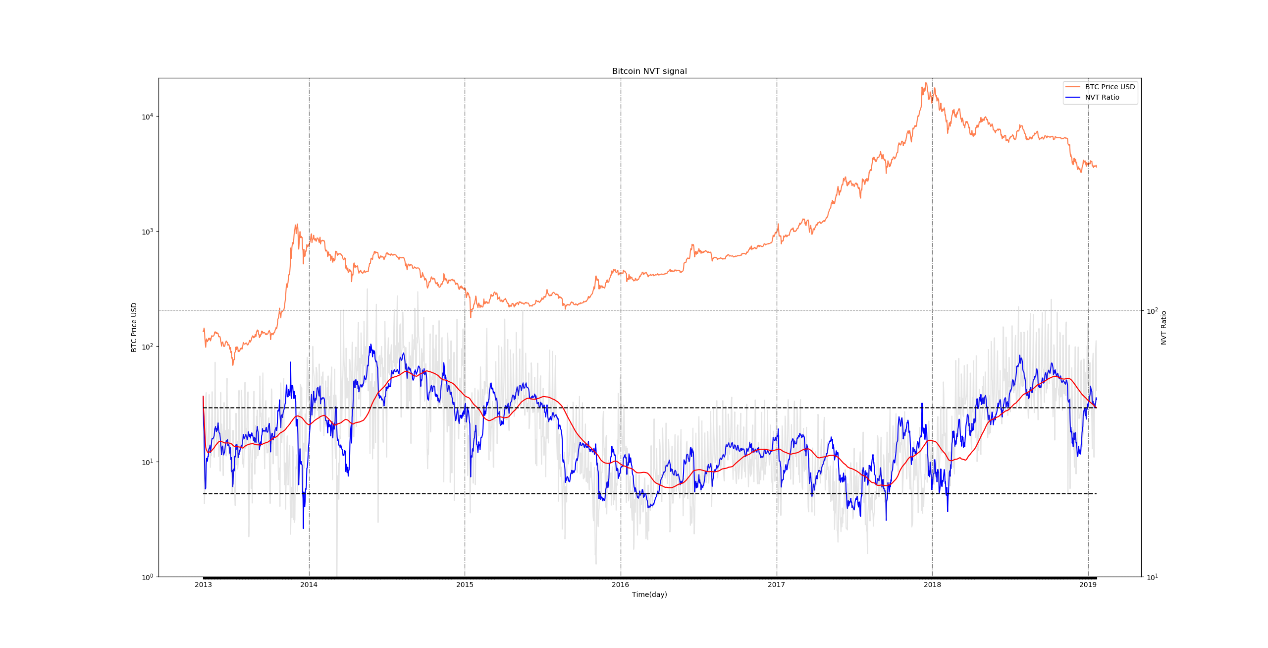 Bitcoin NVT signal
BTC Price USD
NVT Ratio
10⁴
10³
10²
10¹
10⁰
BTC Price USD
10²
10¹
NVT Ratio
2013
2014
2015
2016
2017
2018
2019
Time(day)